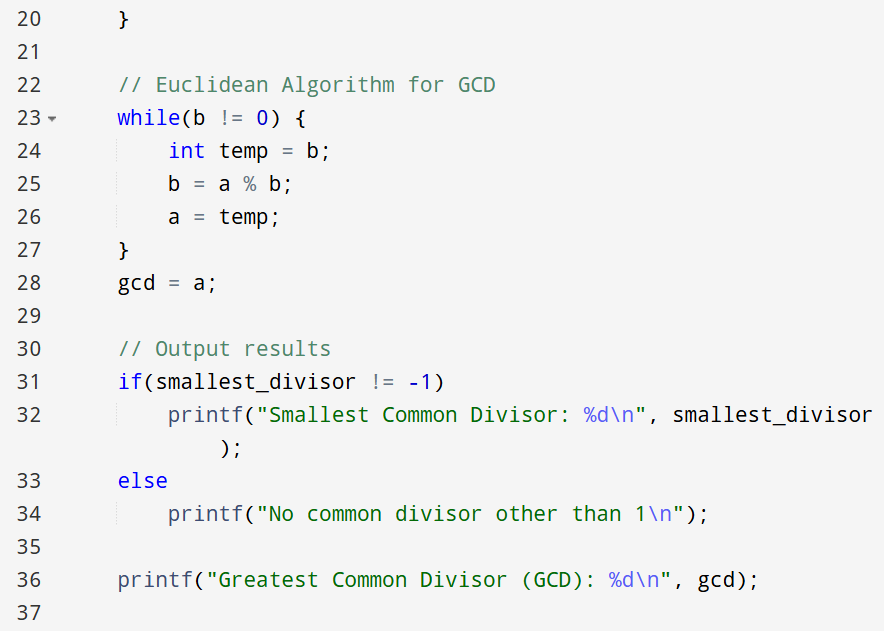 20     }
21
22     // Euclidean Algorithm for GCD
23     while(b != 0) {
24         int temp = b;
25         b = a % b;
26         a = temp;
27     }
28     gcd = a;
29
30     // Output results
31     if(smallest_divisor != -1)
32         printf("Smallest Common Divisor: %d\n", smallest_divisor
             );
33     else
34         printf("No common divisor other than 1\n");
35
36     printf("Greatest Common Divisor (GCD): %d\n", gcd);
37